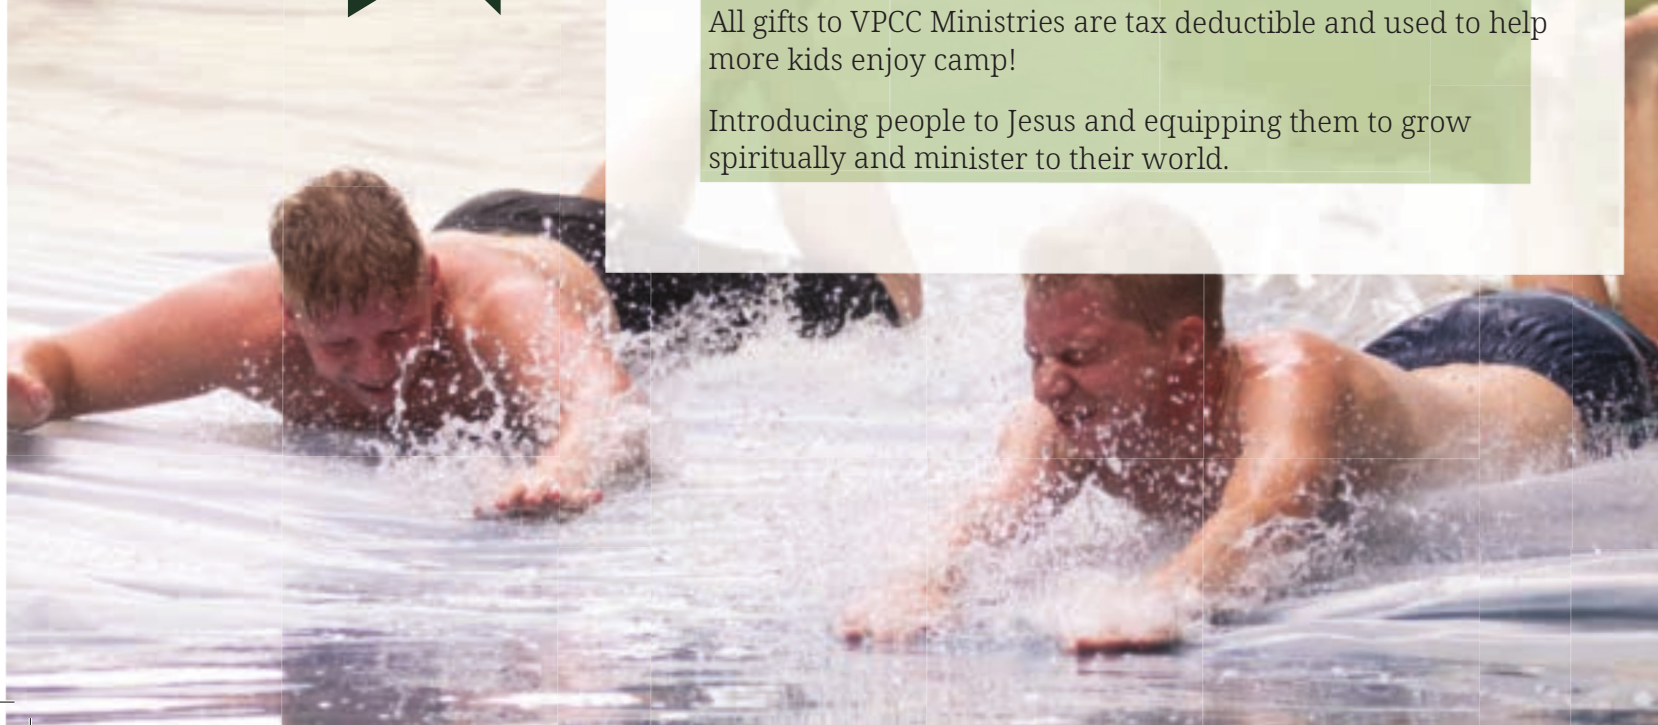 All gifts to VPCC Ministries are tax deductible and used to help
more kids enjoy camp!
Introducing people to Jesus and equipping them to grow
spiritually and minister to their world.